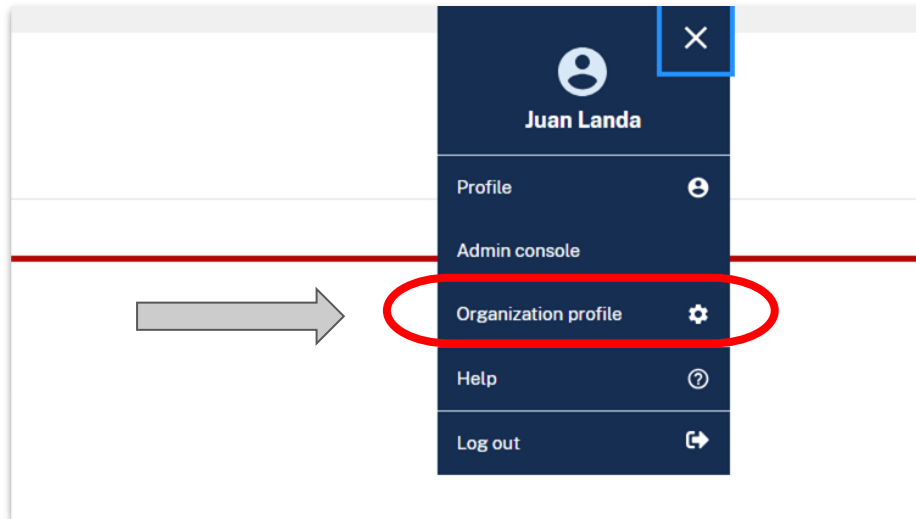 Juan Landa
Profile
Admin console
Organization profile
Help
Log out